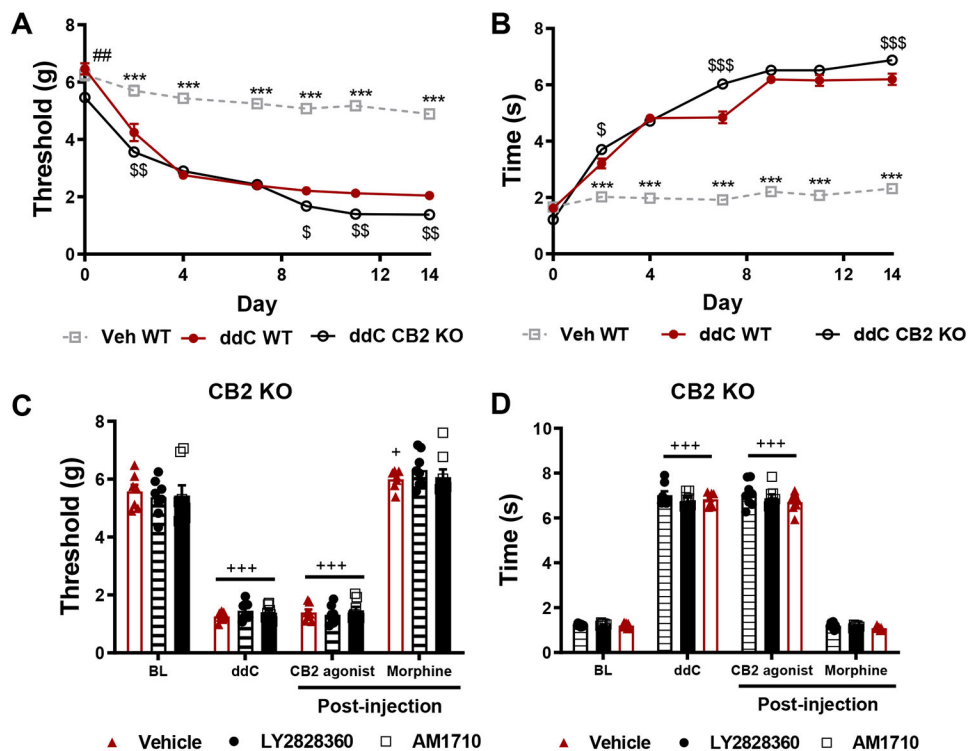 A
Threshold (g)
8
6
4
2
0
##
*** *** *** *** *** ***
$$ $ $$ $$
0 4 8 12 14
Day
Veh WT ddC WT ddC CB2 KO
B
Time (s)
8
6
4
2
0
$ $$$ $$$
*** *** *** *** *** ***
0 4 8 12 14
Day
Veh WT ddC WT ddC CB2 KO
C
CB2 KO
Threshold (g)
8
6
4
2
0
+++ +++ +
BL ddC CB2 agonist Morphine
Post-injection
Vehicle LY2828360 AM1710
D
CB2 KO
Time (s)
10
8
6
4
2
0
+++ +++
BL ddC CB2 agonist Morphine
Post-injection
Vehicle LY2828360 AM1710